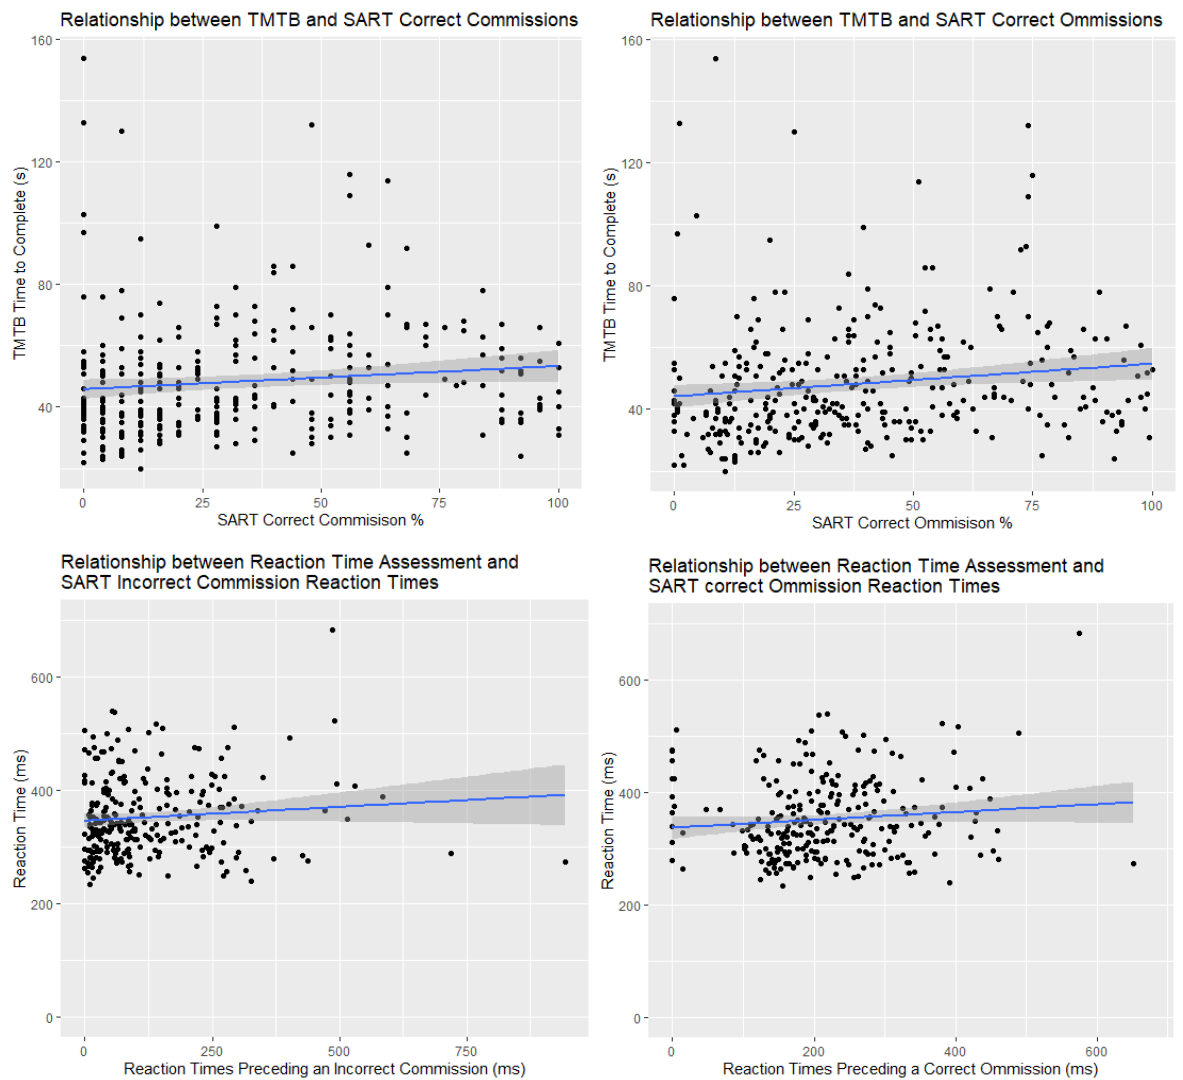 Relationship between TMTB and SART Correct Commissions
160
120
80
40
TMTB Time to Complete (s)
0 25 50 75 100
SART Correct Commisison %
Relationship between TMTB and SART Correct Ommissions
160
120
80
40
TMTB Time to Complete (s)
0 25 50 75 100
SART Correct Ommisison %
Relationship between Reaction Time Assessment and
SART Incorrect Commission Reaction Times
600
400
200
0
Reaction Time (ms)
0 250 500 750
Reaction Times Preceding an Incorrect Commission (ms)
Relationship between Reaction Time Assessment and
SART correct Ommission Reaction Times
600
400
200
0
Reaction Time (ms)
0 200 400 600
Reaction Times Preceding a Correct Ommission (ms)